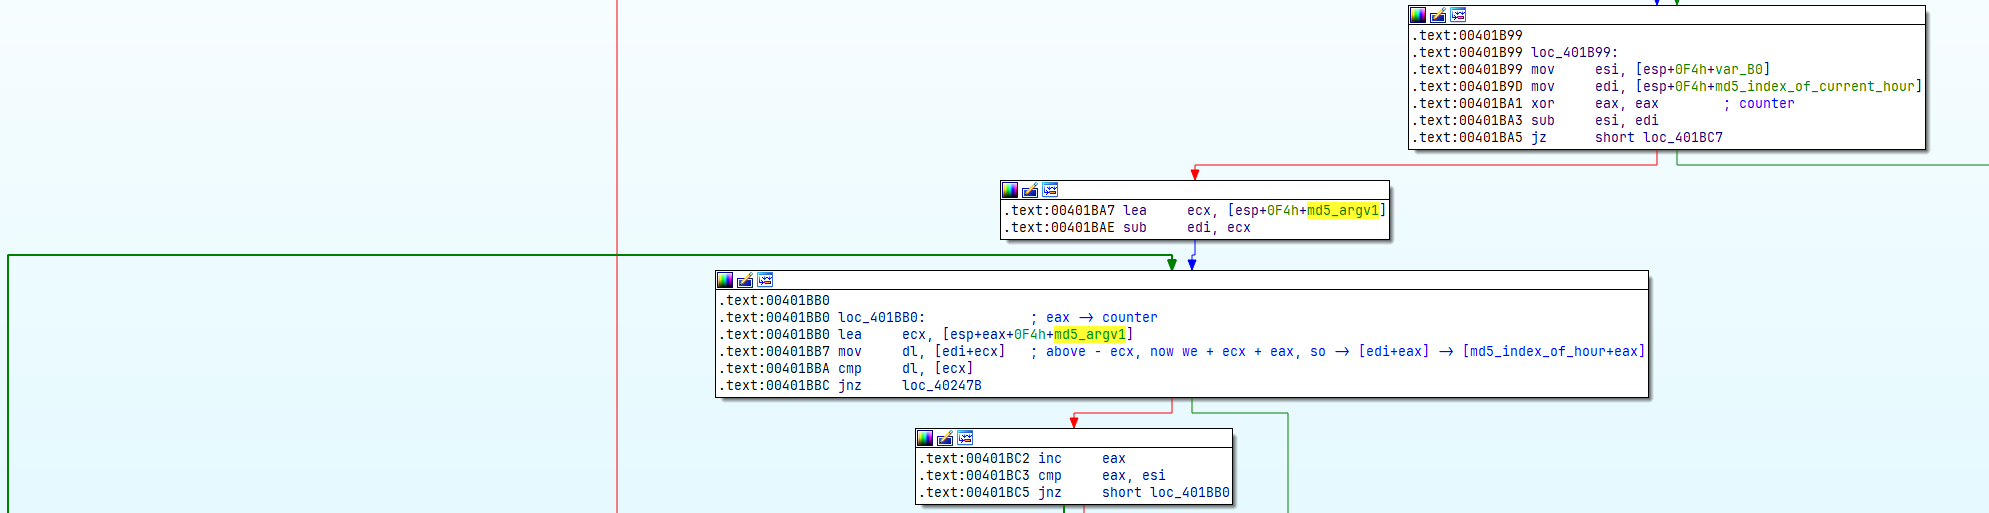 .text:00401B99
.text:00401B99 loc_401B99:
.text:00401B99 mov     esi, [esp+0F4h+var_B0]
.text:00401B9D mov     edi, [esp+0F4h+md5_index_of_current_hour]
.text:00401BA1 xor     eax, eax        ; counter
.text:00401BA3 sub     esi, edi
.text:00401BA5 jz      short loc_401BC7
.text:00401BA7 lea     ecx, [esp+0F4h+md5_argv1]
.text:00401BAE sub     edi, ecx
.text:00401BB0
.text:00401BB0 loc_401BB0:             ; eax -> counter
.text:00401BB0 lea     ecx, [esp+eax+0F4h+md5_argv1]
.text:00401BB7 mov     dl, [edi+ecx]   ; above - ecx, now we + ecx + eax, so -> [edi+eax] -> [md5_index_of_hour+eax]
.text:00401BBA cmp     dl, [ecx]
.text:00401BBC jnz     loc_40247B
.text:00401BC2 inc     eax
.text:00401BC3 cmp     eax, esi
.text:00401BC5 jnz     short loc_401BB0